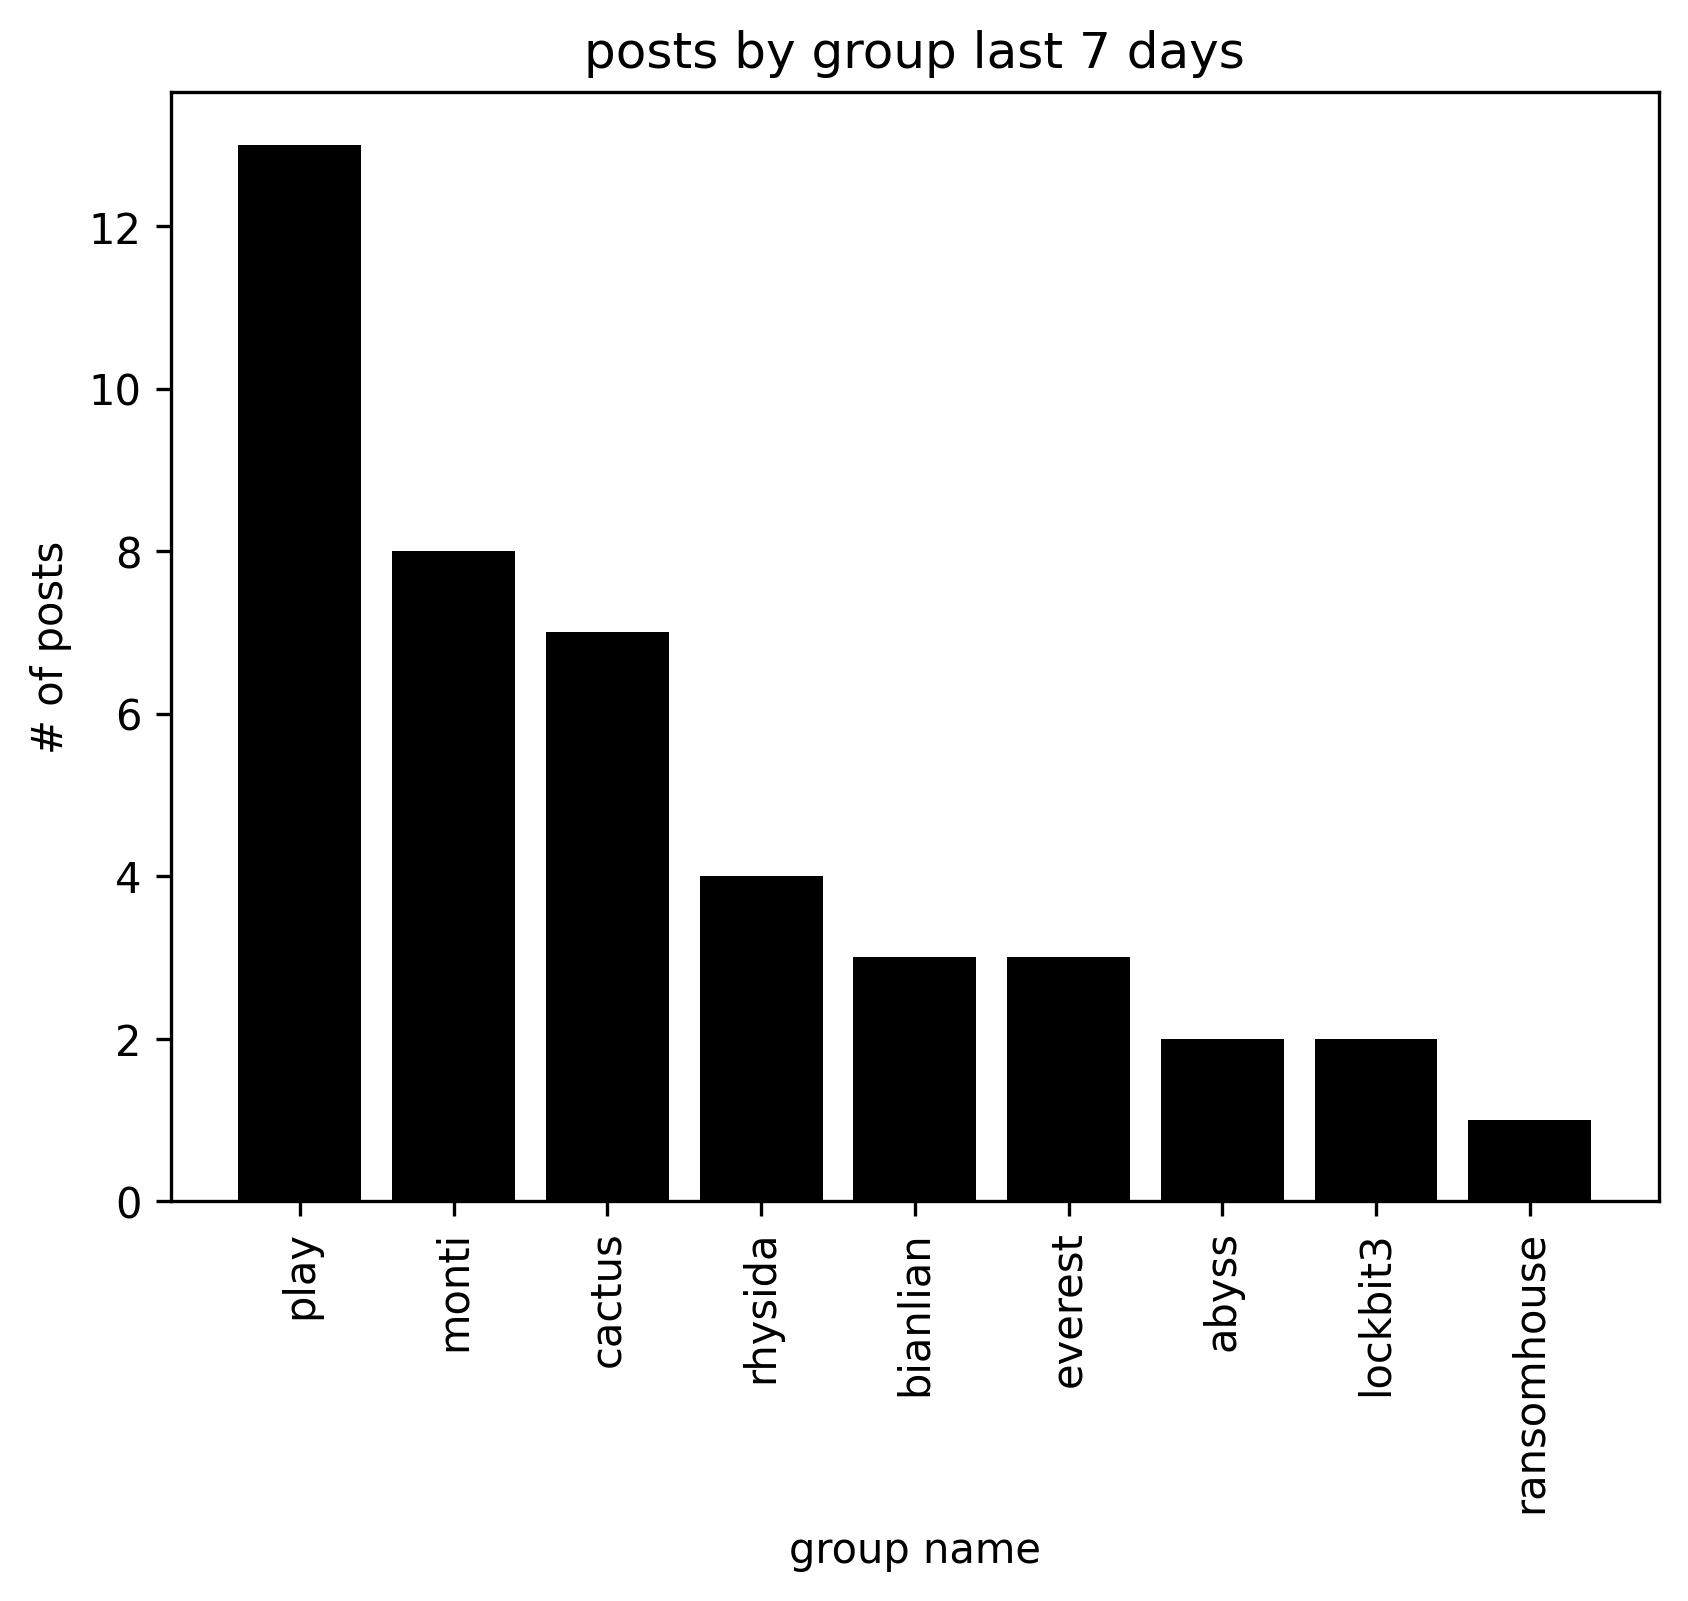 posts by group last 7 days
# of posts
12
10
8
6
4
2
0
play
monti
cactus
rhysida
bianlian
everest
abyss
lockbit3
ransomhouse
group name